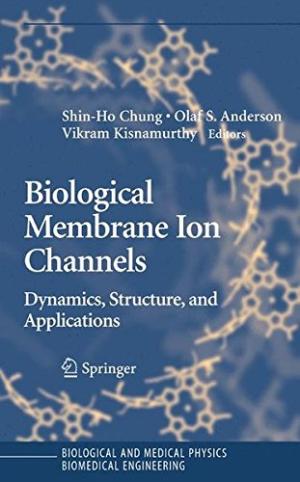 Shin-Ho Chung • Olaf S. Anderson
Vikram Kisnamurthy Editors
Biological
Membrane Ion
Channels
Dynamics, Structure, and
Applications
Springer
BIOLOGICAL AND MEDICAL PHYSICS
BIOMEDICAL ENGINEERING